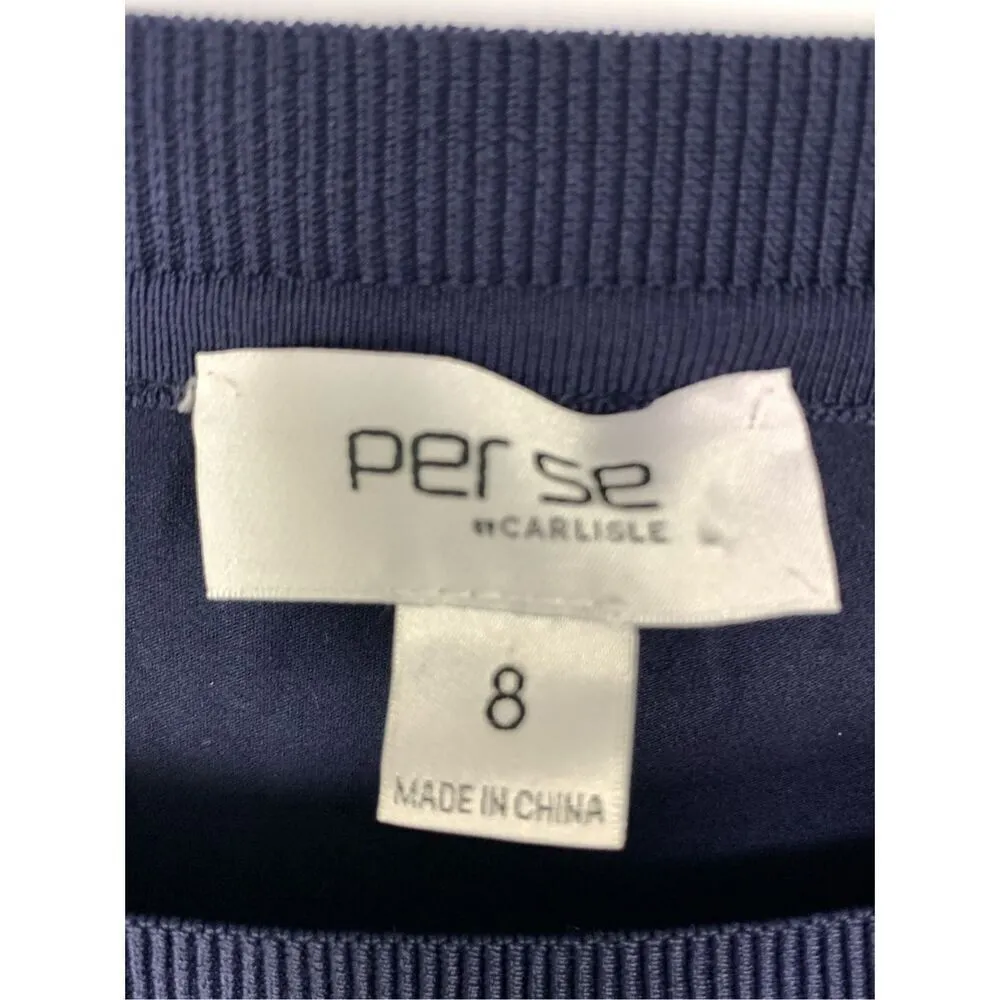 per se
BY CARLISLE
8
MADE IN CHINA